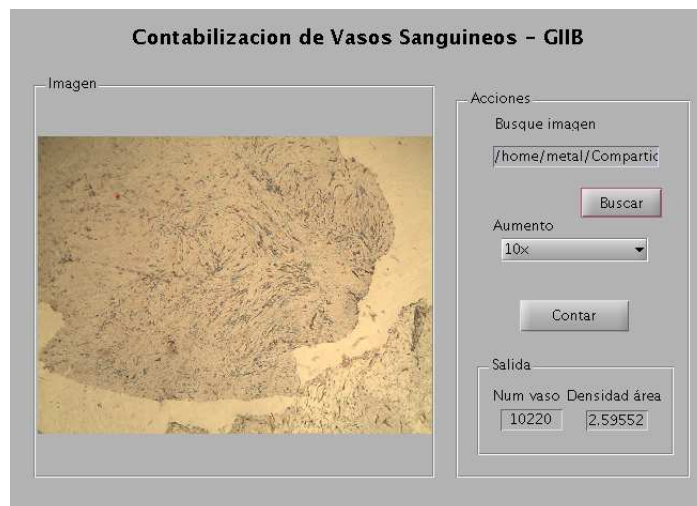 Contabilizacion de Vasos Sanguineos - GIIB
Imagen
Acciones
Busque imagen
/home/metal/Compartic
Buscar
Aumento
10x
Contar
Salida
Num vaso Densidad área
10220 2.59552